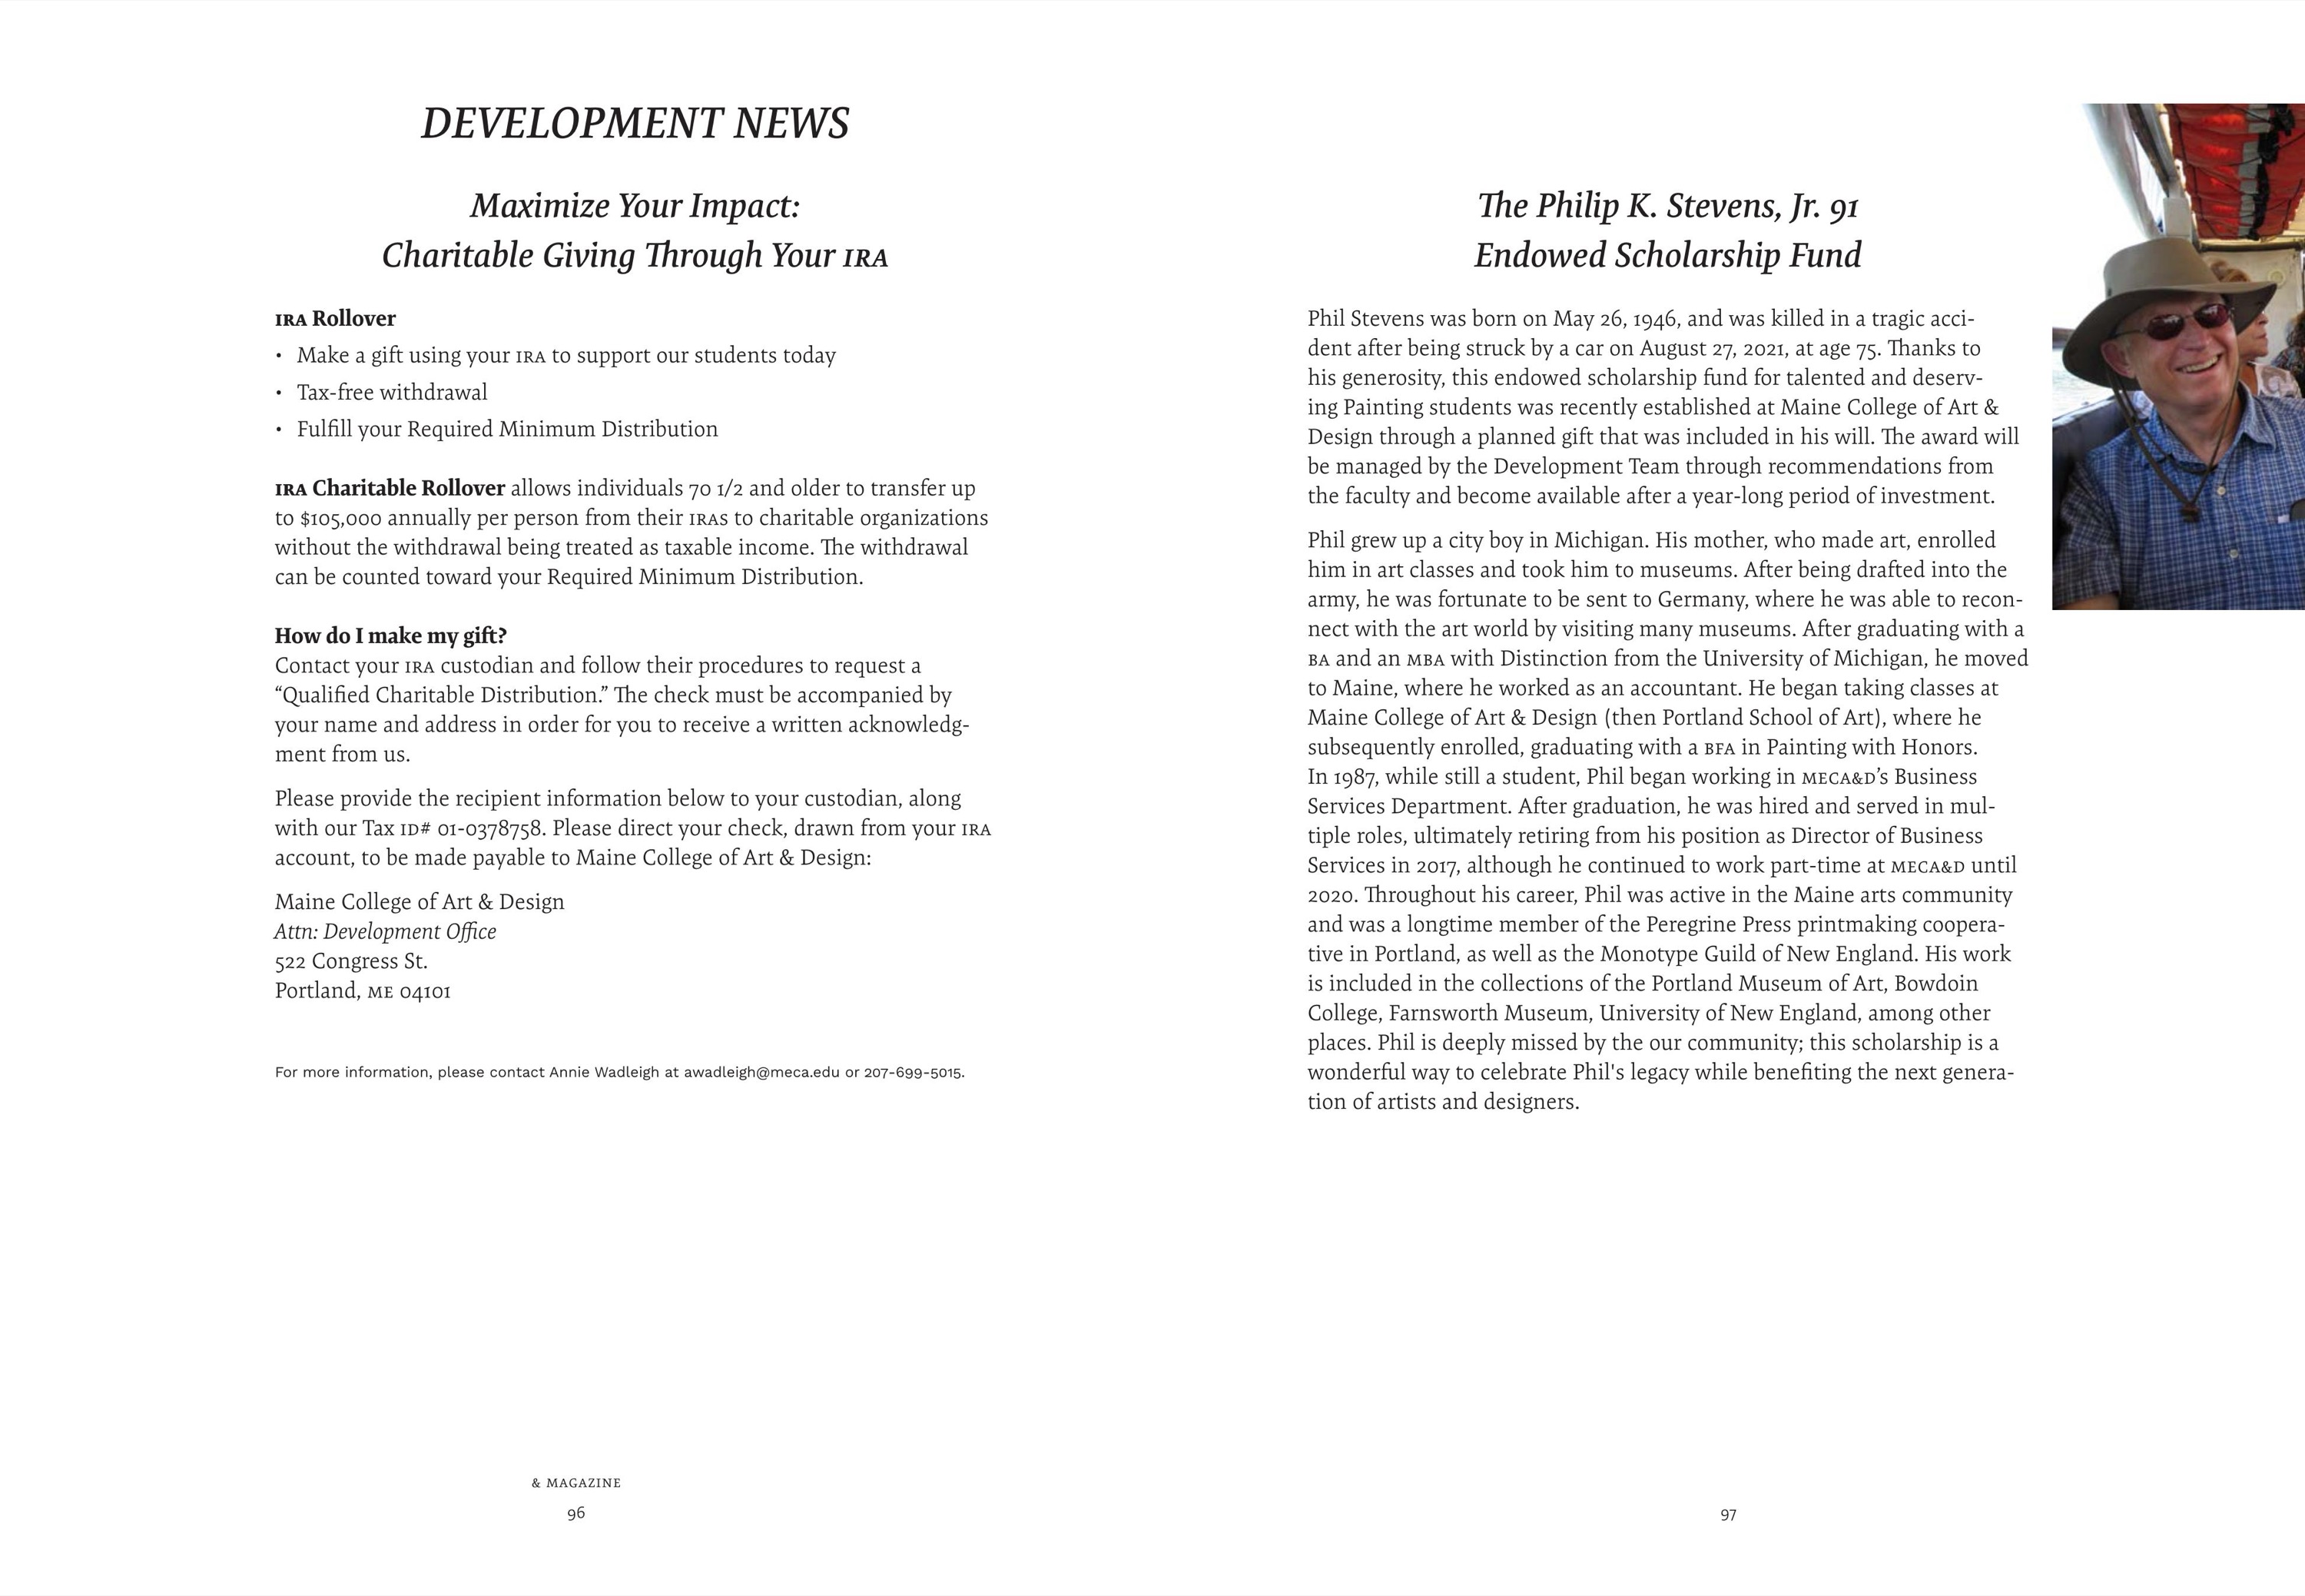 DEVELOPMENT NEWS
Maximize Your Impact:
Charitable Giving Through Your IRA
IRA Rollover
• Make a gift using your IRA to support our students today
• Tax-free withdrawal
• Fulfill your Required Minimum Distribution
IRA Charitable Rollover allows individuals 70 1/2 and older to transfer up
to $105,000 annually per person from their IRAS to charitable organizations
without the withdrawal being treated as taxable income. The withdrawal
can be counted toward your Required Minimum Distribution.
How do I make my gift?
Contact your IRA custodian and follow their procedures to request a
“Qualified Charitable Distribution.” The check must be accompanied by
your name and address in order for you to receive a written acknowledg-
ment from us.
Please provide the recipient information below to your custodian, along
with our Tax ID# 01-0378758. Please direct your check, drawn from your IRA
account, to be made payable to Maine College of Art & Design:
Maine College of Art & Design
Attn: Development Office
522 Congress St.
Portland, ME 04101
For more information, please contact Annie Wadleigh at awadleigh@meca.edu or 207-699-5015.
& MAGAZINE
96
The Philip K. Stevens, Jr. 91
Endowed Scholarship Fund
Phil Stevens was born on May 26, 1946, and was killed in a tragic acci-
dent after being struck by a car on August 27, 2021, at age 75. Thanks to
his generosity, this endowed scholarship fund for talented and deserv-
ing Painting students was recently established at Maine College of Art &
Design through a planned gift that was included in his will. The award will
be managed by the Development Team through recommendations from
the faculty and become available after a year-long period of investment.
Phil grew up a city boy in Michigan. His mother, who made art, enrolled
him in art classes and took him to museums. After being drafted into the
army, he was fortunate to be sent to Germany, where he was able to recon-
nect with the art world by visiting many museums. After graduating with a
BA and an MBA with Distinction from the University of Michigan, he moved
to Maine, where he worked as an accountant. He began taking classes at
Maine College of Art & Design (then Portland School of Art), where he
subsequently enrolled, graduating with a BFA in Painting with Honors.
In 1987, while still a student, Phil began working in MECA&D’s Business
Services Department. After graduation, he was hired and served in mul-
tiple roles, ultimately retiring from his position as Director of Business
Services in 2017, although he continued to work part-time at MECA&D until
2020. Throughout his career, Phil was active in the Maine arts community
and was a longtime member of the Peregrine Press printmaking coopera-
tive in Portland, as well as the Monotype Guild of New England. His work
is included in the collections of the Portland Museum of Art, Bowdoin
College, Farnsworth Museum, University of New England, among other
places. Phil is deeply missed by the our community; this scholarship is a
wonderful way to celebrate Phil's legacy while benefiting the next genera-
tion of artists and designers.
97